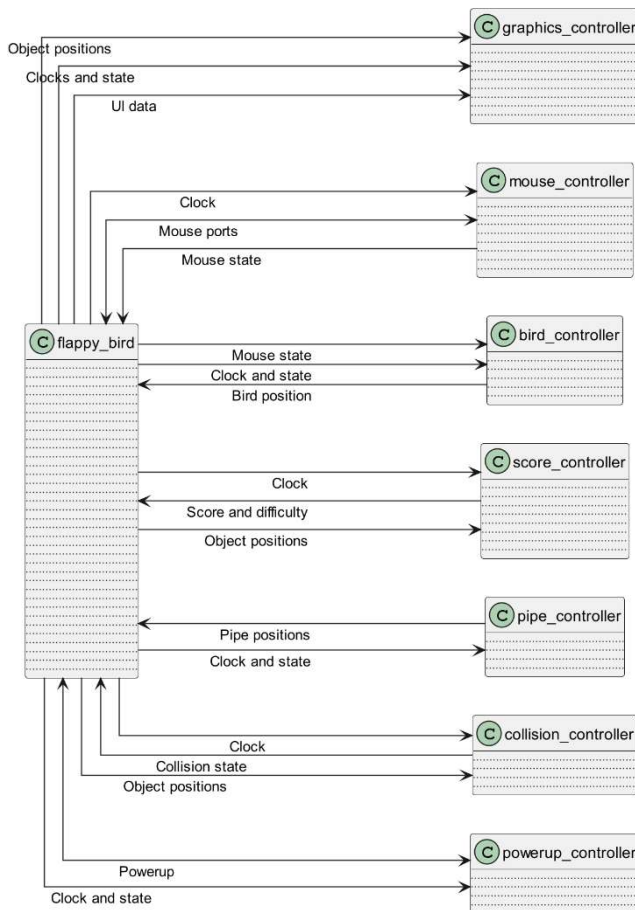 C graphics_controller
Object positions
Clocks and state
UI data
C mouse_controller
Clock
Mouse ports
Mouse state
C flappy_bird
C bird_controller
Mouse state
Clock and state
Bird position
C score_controller
Clock
Score and difficulty
Object positions
C pipe_controller
Pipe positions
Clock and state
C collision_controller
Clock
Collision state
Object positions
C powerup_controller
Powerup
Clock and state